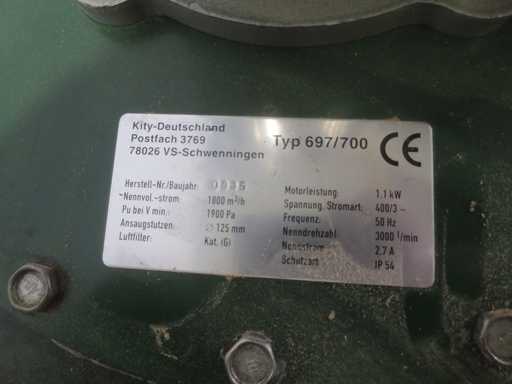 Kity-Deutschland
Postfach 3769
78026 VS-Schwenningen
Typ 697/700 CE
Herstell-Nr./Baujahr:
Nennvol.-strom: 1800 m³/h
Pu bei V min.: 1900 Pa
Ansaugstutzen: ∅ 125 mm
Luftfilter: Kat. (G)
Motorleistung: 1,1 kW
Spannung, Stromart: 400/3 ~
Frequenz: 50 Hz
Nenndrehzahl: 3000 1/min
Nennstrom: 2,7 A
Schutzart: IP 54